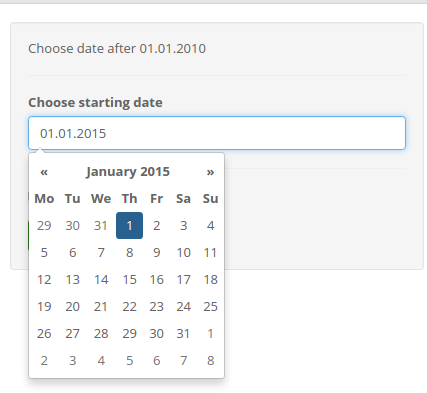 Choose date after 01.01.2010
Choose starting date
01.01.2015
« January 2015 »
Mo Tu We Th Fr Sa Su
29 30 31 1 2 3 4
5 6 7 8 9 10 11
12 13 14 15 16 17 18
19 20 21 22 23 24 25
26 27 28 29 30 31 1
2 3 4 5 6 7 8